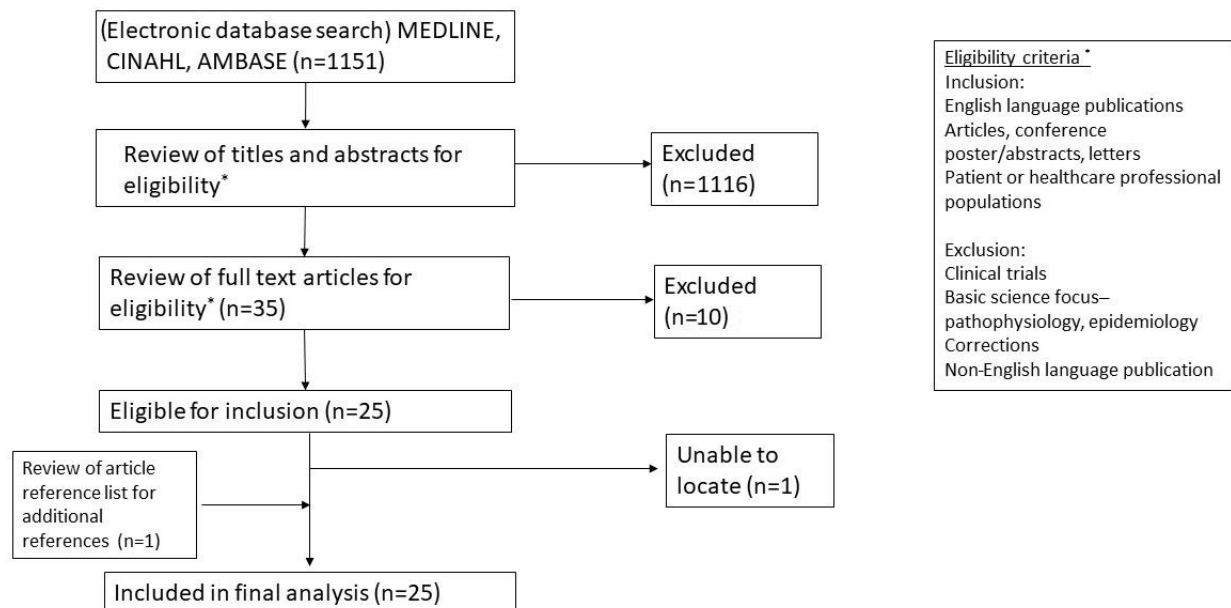 (Electronic database search) MEDLINE,
CINAHL, AMBASE (n=1151)
Review of titles and abstracts for
eligibility*
Excluded
(n=1116)
Review of full text articles for
eligibility* (n=35)
Excluded
(n=10)
Eligible for inclusion (n=25)
Unable to
locate (n=1)
Review of article
reference list for
additional
references (n=1)
Included in final analysis (n=25)
Eligibility criteria *
Inclusion:
English language publications
Articles, conference
poster/abstracts, letters
Patient or healthcare professional
populations
Exclusion:
Clinical trials
Basic science focus–
pathophysiology, epidemiology
Corrections
Non-English language publication